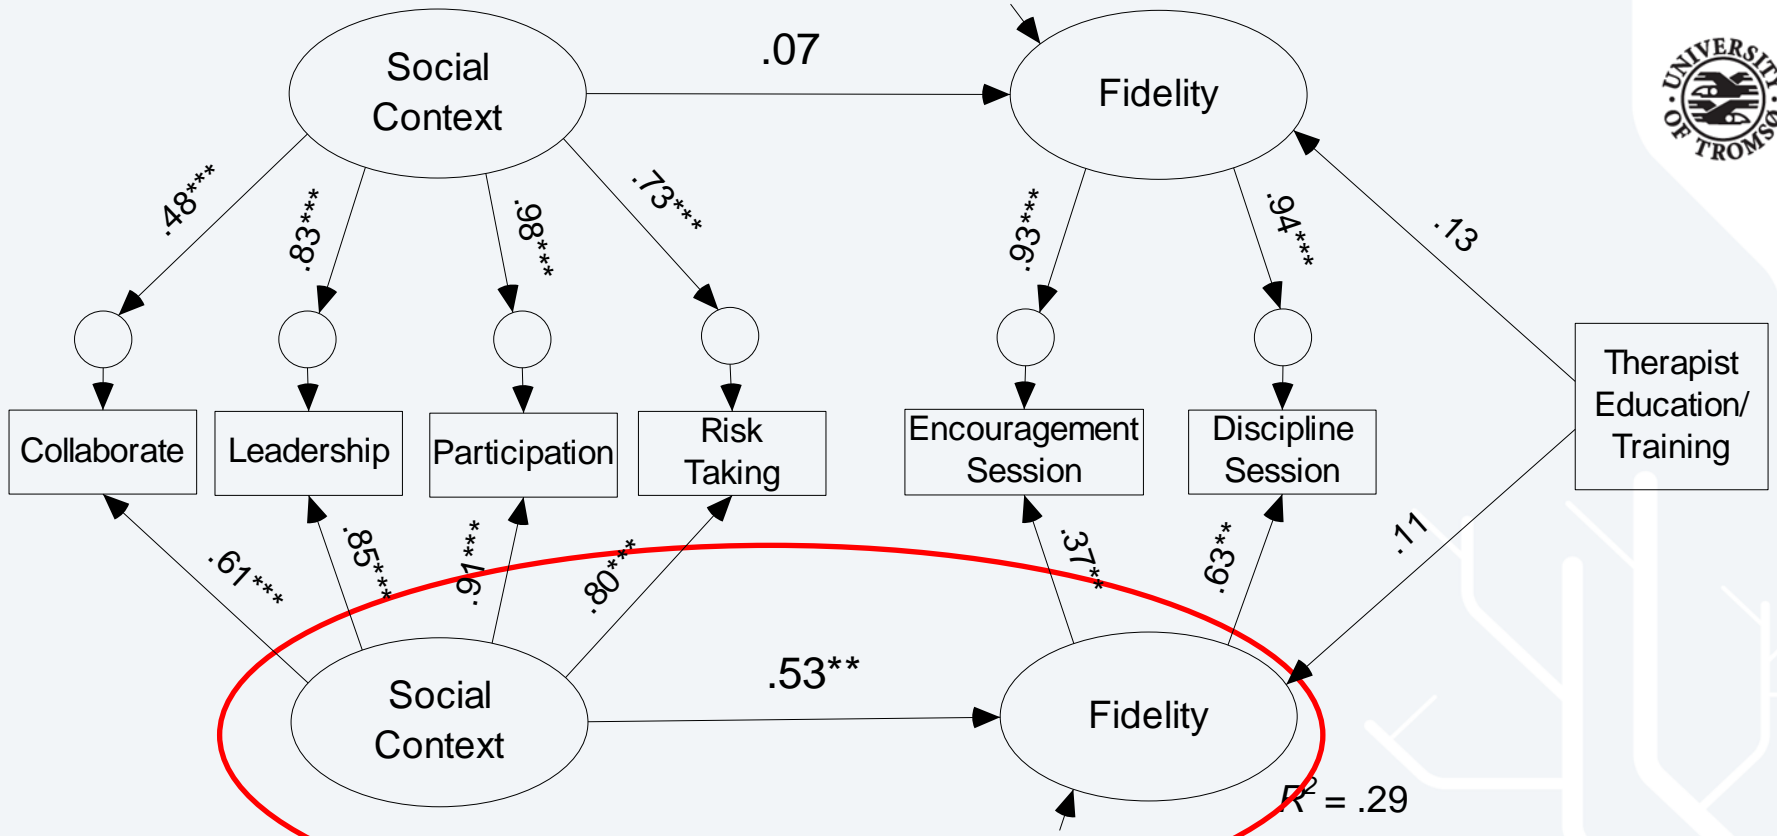 Social
Context
.07
Fidelity
UNIVERSITY
OF TROMSØ
.48***
.83***
.98***
.73***
.93***
.94***
.13
Collaborate
Leadership
Participation
Risk
Taking
Encouragement
Session
Discipline
Session
Therapist
Education/
Training
.61***
.85***
.91***
.80***
.37**
.63**
.11
Social
Context
.53**
Fidelity
R² = .29